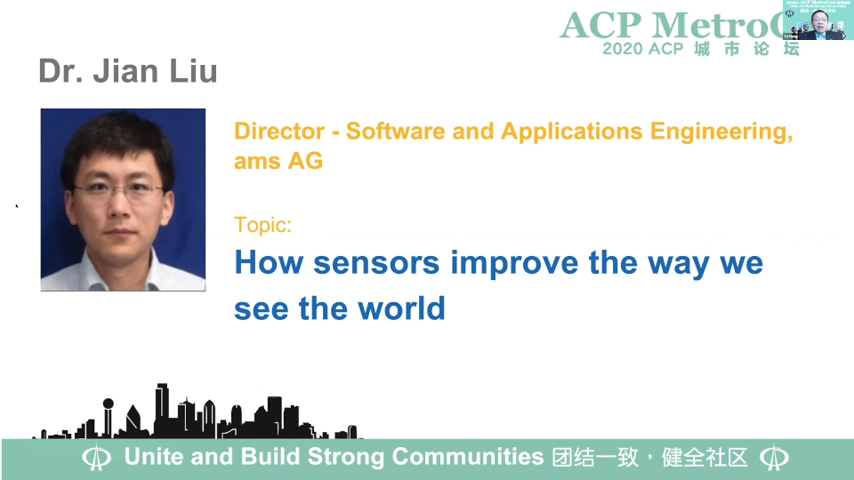 ACP MetroC
2020 ACP 城市论坛
Dr. Jian Liu
Director - Software and Applications Engineering,
ams AG
Topic:
How sensors improve the way we
see the world
Unite and Build Strong Communities 团结一致,健全社区